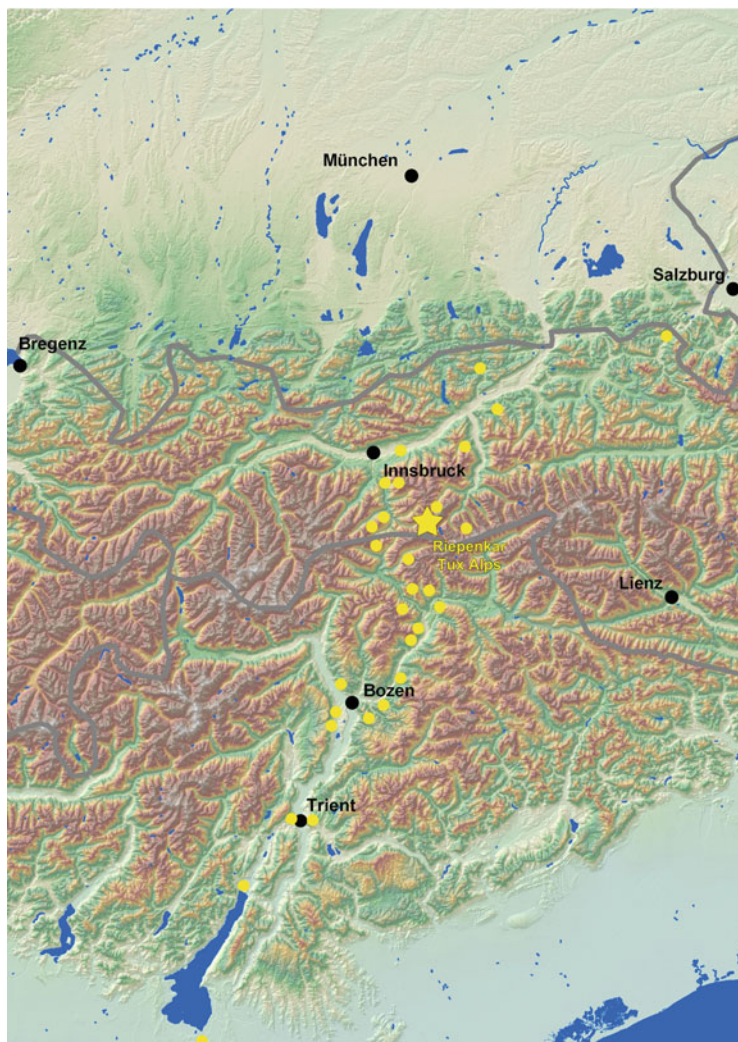 München
Salzburg
Bregenz
Innsbruck
Riepenkar
Tux Alps
Lienz
Bozen
Trient